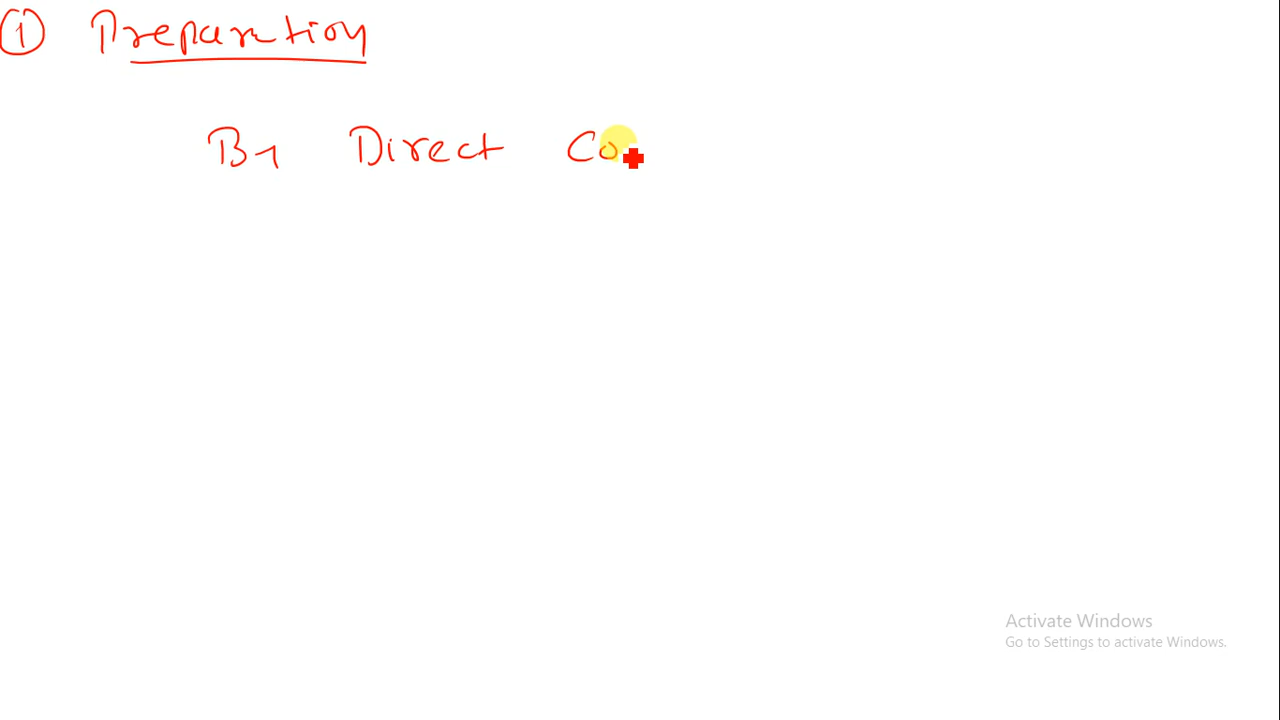 ① Preparation
By Direct Co
Activate Windows
Go to Settings to activate Windows.